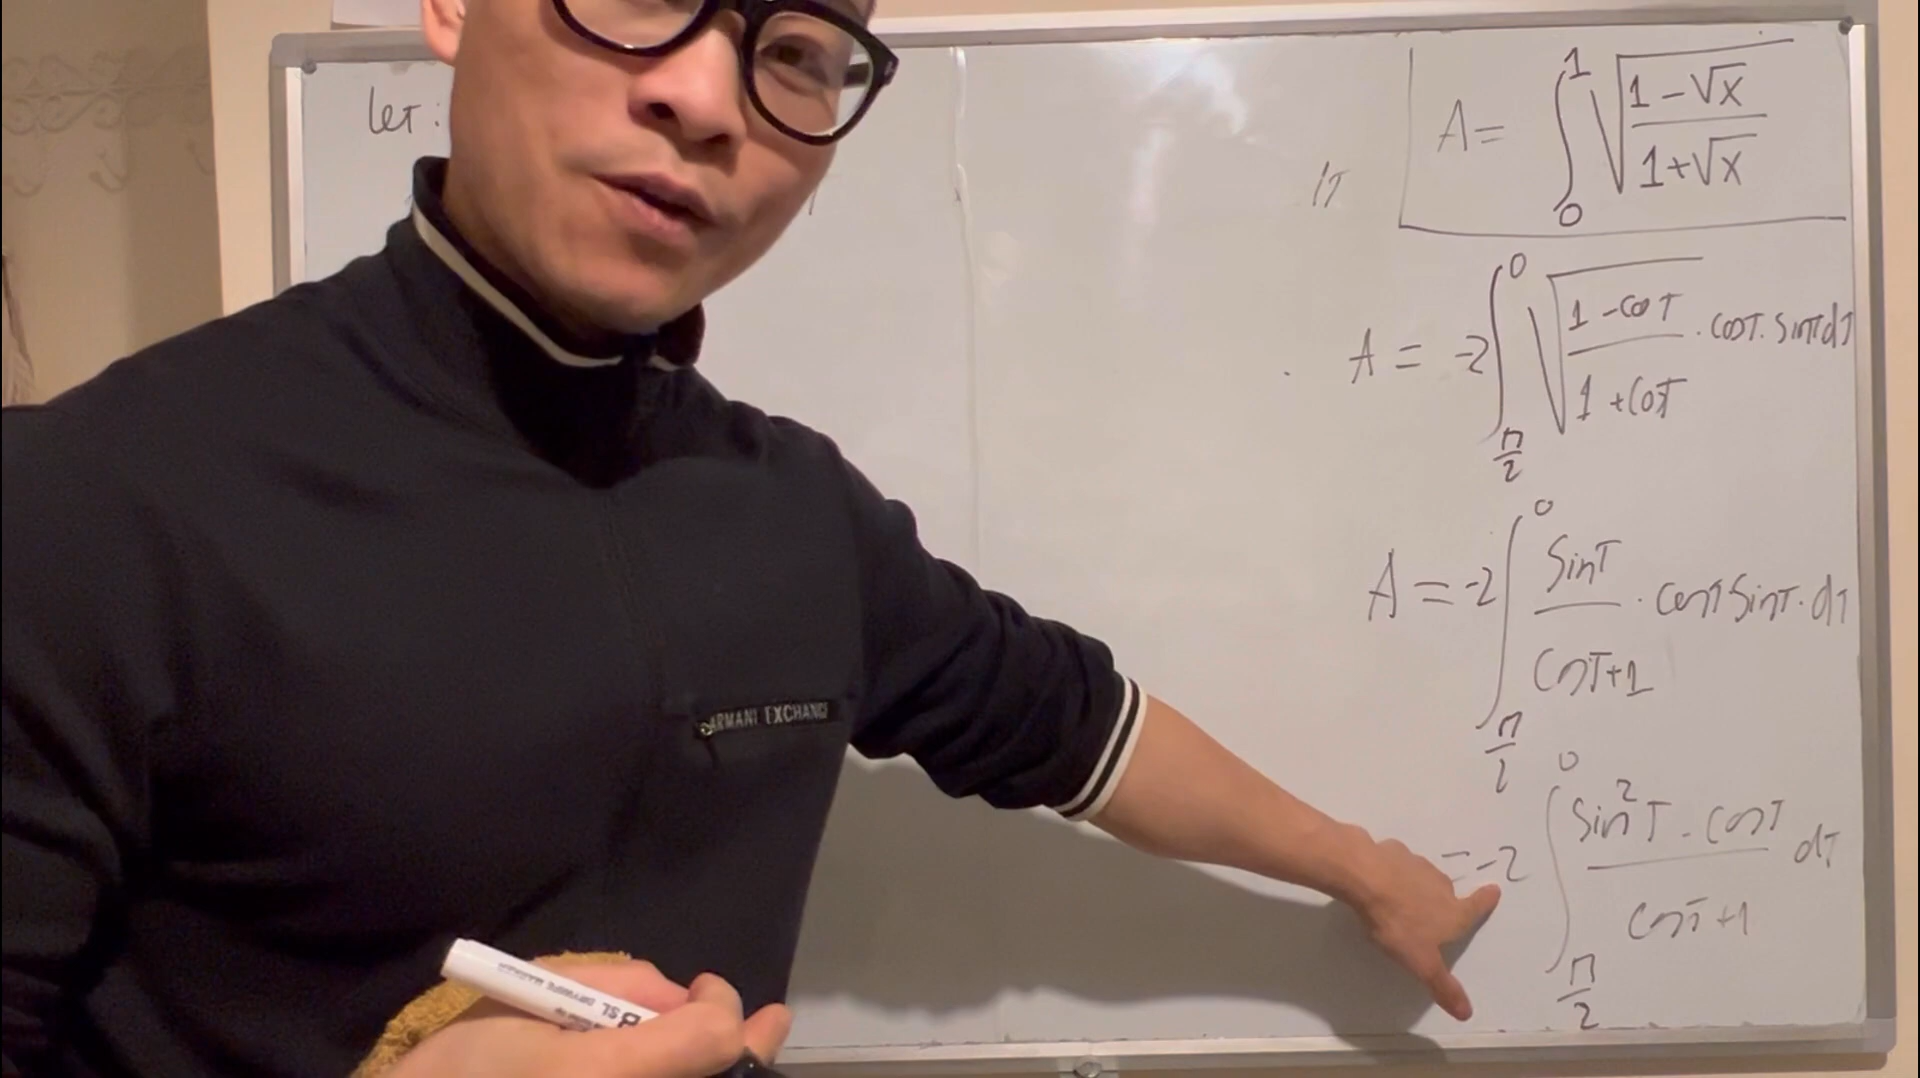 let:
A = ∫₀¹ √((1-√x)/(1+√x))
A = -2 ∫_{π/2}^{0} √((1-cosT)/(1+cosT)) · cosT · sinT dT
A = -2 ∫_{π/2}^{0} sinT/(cosT+1) · cosT sinT · dT
= -2 ∫_{π/2}^{0} (sin²T · cosT)/(cosT+1) dT
ARMANI EXCHANGE